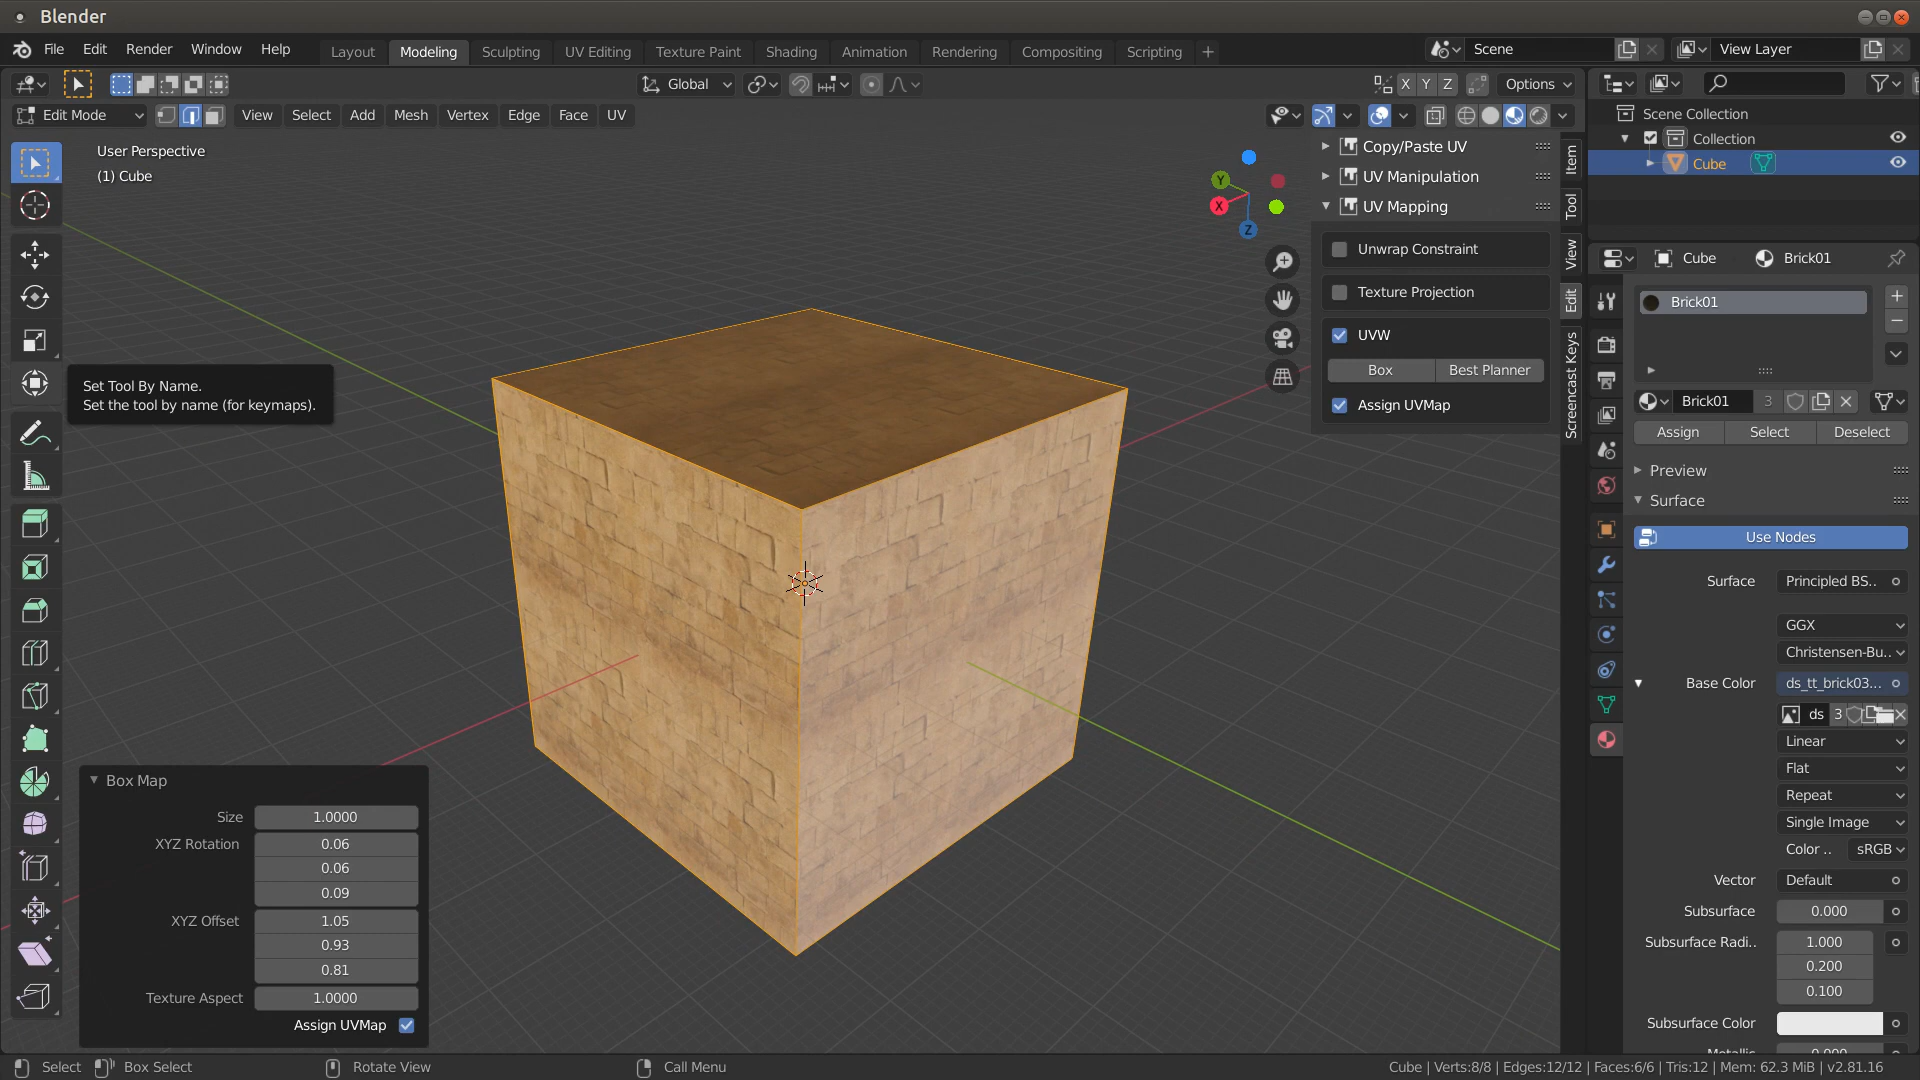 Blender
File Edit Render Window Help
Layout Modeling Sculpting UV Editing Texture Paint Shading Animation Rendering Compositing Scripting +
Scene
View Layer
Global
X Y Z
Options
Edit Mode
View Select Add Mesh Vertex Edge Face UV
User Perspective
(1) Cube
Y
X
Z
Set Tool By Name.
Set the tool by name (for keymaps).
Copy/Paste UV
UV Manipulation
UV Mapping
Unwrap Constraint
Texture Projection
UVW
Box Best Planner
Assign UVMap
Item
Tool
View
Edit
Screencast Keys
Scene Collection
Collection
Cube
Cube Brick01
Brick01
Brick01 3
Assign Select Deselect
Preview
Surface
Use Nodes
Surface Principled BS..
GGX
Christensen-Bu..
Base Color ds_tt_brick03...
ds 3
Linear
Flat
Repeat
Single Image
Color .. sRGB
Vector Default
Subsurface 0.000
Subsurface Radi.. 1.000
0.200
0.100
Subsurface Color
Box Map
Size 1.0000
XYZ Rotation 0.06
0.06
0.09
XYZ Offset 1.05
0.93
0.81
Texture Aspect 1.0000
Assign UVMap
Select Box Select Rotate View Call Menu
Cube | Verts:8/8 | Edges:12/12 | Faces:6/6 | Tris:12 | Mem: 62.3 MiB | v2.81.16